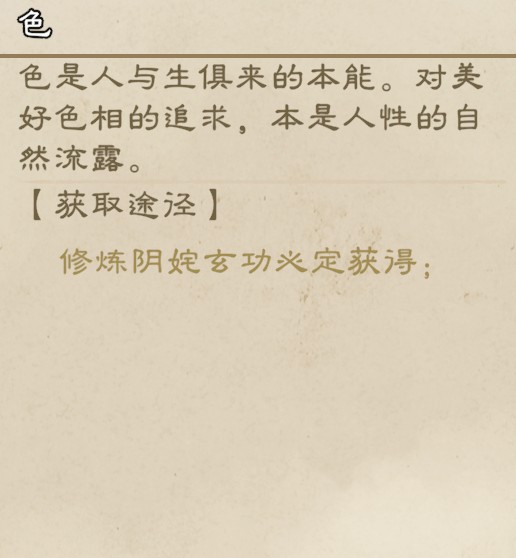 色
色是人与生俱来的本能。对美
好色相的追求，本是人性的自
然流露。
【获取途径】
修炼阴姹玄功必定获得；